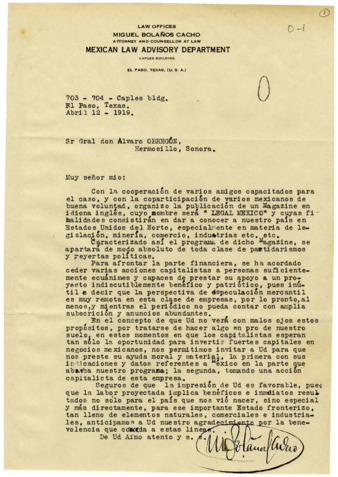 ①
0-1
LAW OFFICES
MIGUEL BOLAÑOS CACHO
ATTORNEY AND COUNSELLOR AT LAW
MEXICAN LAW ADVISORY DEPARTMENT
CAPLES BUILDING
EL PASO, TEXAS, (U. S. A.)
703 - 704 - Caples bldg.
El Paso, Texas.
Abril 12 - 1919.
Sr Gral don Alvaro OBREGÓN,
Hermosillo, Sonora.
Muy señor mio:
Con la cooperación de varios amigos capacitados para
el caso, y con la coparticipación de varios mexicanos de
buena voluntad, organizo la publicación de un Magazine en
idioma inglés, cuyo nombre será "LEGAL MEXICO" y cuyas fi
nalidades consistirán en dar a conocer a nuestro país en
Estados Unidos del Norte, especialmente en materia de le-
gislación, minería, comercio, industrias etc, etc.
Caracterizado así el programa de dicho Magazine, se
apartará de modo absoluto de toda clase de partidarismos
y reyertas políticas.
Para afrontar la parte financiera, se ha acordado
ceder varias acciones capitalistas a personas suficiente-
mente ecuánimes y capaces de prestar su apoyo a un pro-
yecto indiscutiblemente benéfico y patriótico, pues inú-
til e decir que la perspectiva de especulación mercantil
es muy remota en esta clase de empresas, por lo pronto, al
menos, y mientras el periódico no pueda contar con amplia
subscrición y anuncios abundantes.
En el concepto de que Ud no verá con malos ojos estos
propósitos, por tratarse de hacer algo en pro de nuestro
suelo, en estos momentos en que los capitalistas esperan
tan sólo la oportunidad para invertir fuertes capitales en
negocios mexicanos, nos permitimos invitar a Ud para que
nos preste su ayuda moral y material, la primera con sus
indicaciones y datos referentes a México en la parte que
abarba nuestro programa; la segunda, tomando una acción
capitalista de esta empresa.
Seguros de que la impresión de Ud es favorable, pues
que la labor proyectada implica beneficios e inmediatos resul
tados no solo para el país que nos vió nacer, sino especial
y más directamente, para ese importante Estado fronterizo,
tan lleno de elementos naturales, comerciales e industria-
les, anticipamos a Ud nuestro agradecimiento por la bene-
volencia que conceda a estas lineas.
De Ud Afmo atento y s. s.
M. Bolaños Cacho